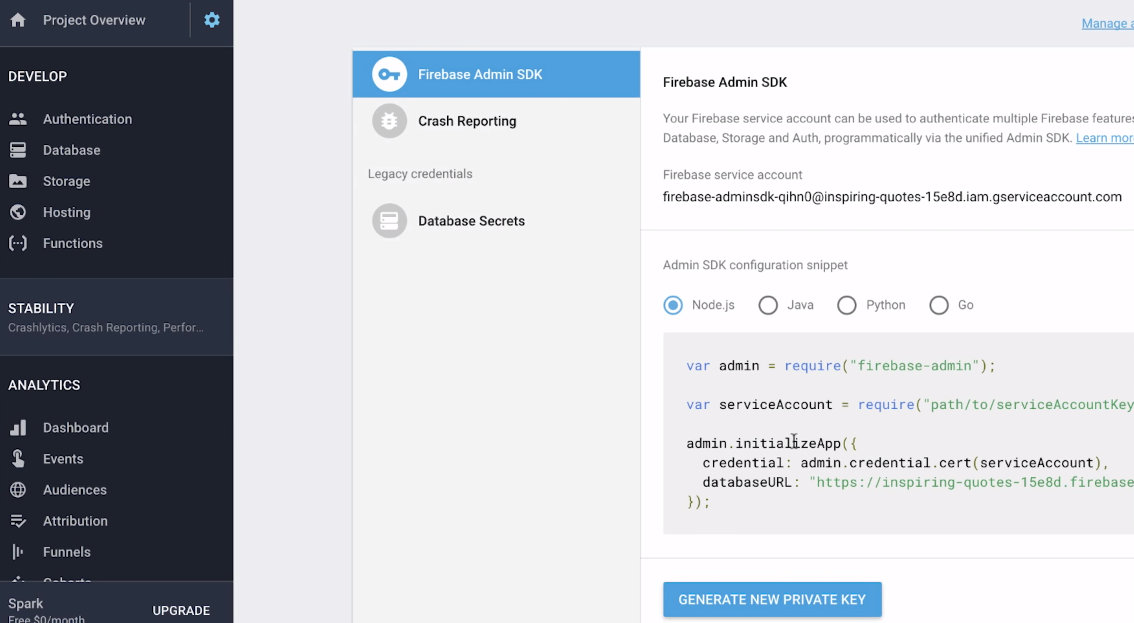 Project Overview
DEVELOP
Authentication
Database
Storage
Hosting
Functions
STABILITY
Crashlytics, Crash Reporting, Perfor...
ANALYTICS
Dashboard
Events
Audiences
Attribution
Funnels
Cohorts
Spark
Free $0/month
UPGRADE
Firebase Admin SDK
Crash Reporting
Legacy credentials
Database Secrets
Manage a
Firebase Admin SDK
Your Firebase service account can be used to authenticate multiple Firebase features
Database, Storage and Auth, programmatically via the unified Admin SDK. Learn mor
Firebase service account
firebase-adminsdk-qihn0@inspiring-quotes-15e8d.iam.gserviceaccount.com
Admin SDK configuration snippet
Node.js Java Python Go
var admin = require("firebase-admin");
var serviceAccount = require("path/to/serviceAccountKey
admin.initializeApp({
credential: admin.credential.cert(serviceAccount),
databaseURL: "https://inspiring-quotes-15e8d.firebase
});
GENERATE NEW PRIVATE KEY